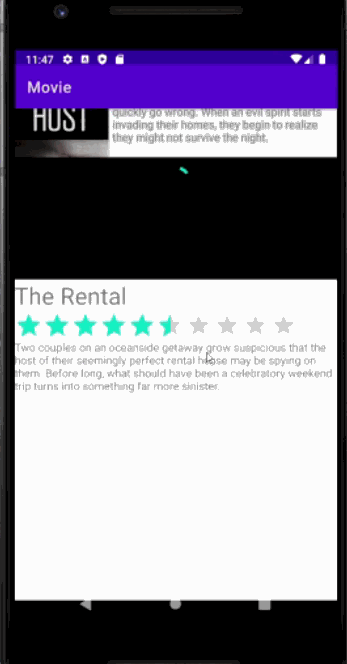 11:47
Movie
HOST
quickly go wrong. When an evil spirit starts
invading their homes, they begin to realize
they might not survive the night.
The Rental
Two couples on an oceanside getaway grow suspicious that the
host of their seemingly perfect rental house may be spying on
them. Before long, what should have been a celebratory weekend
trip turns into something far more sinister.